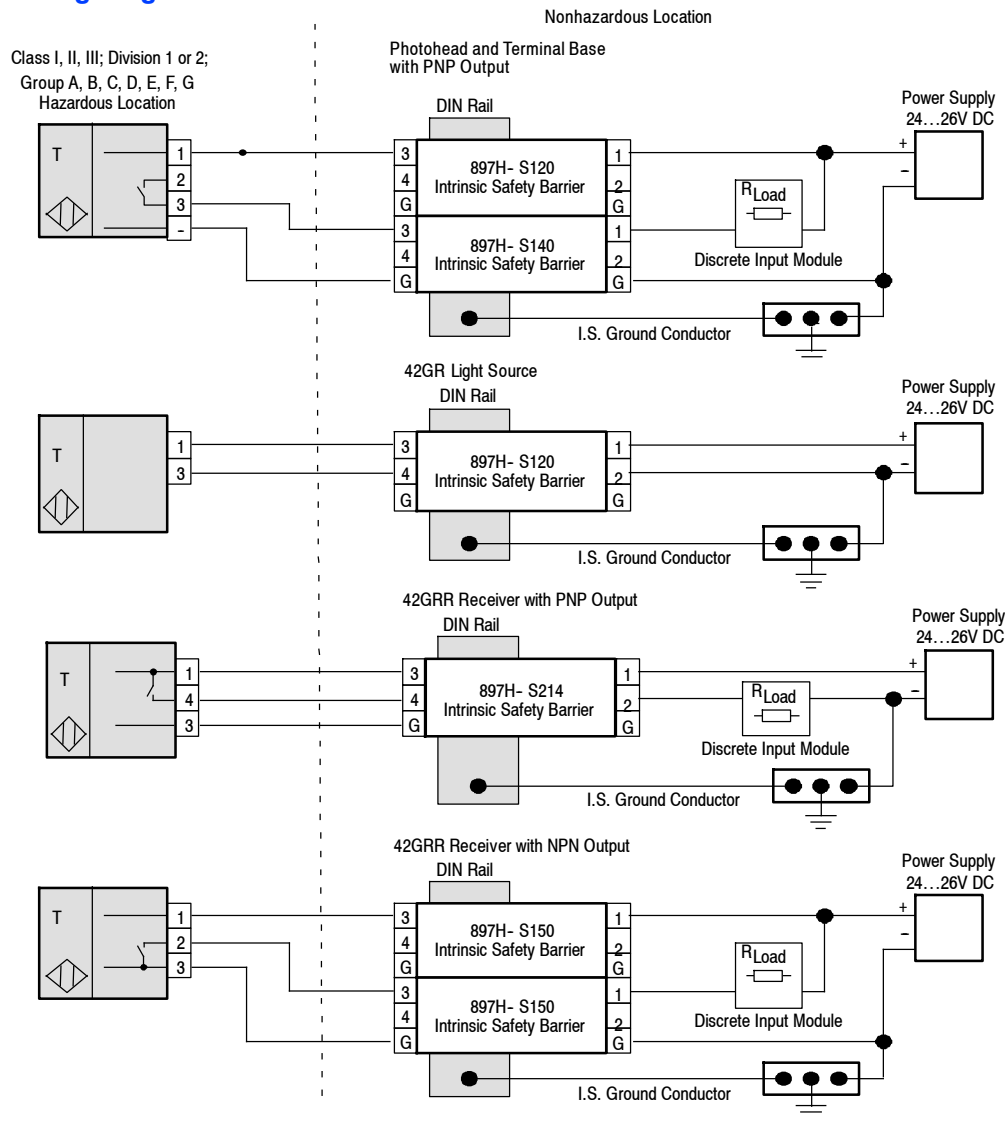 Nonhazardous Location
Class I, II, III; Division 1 or 2;
Group A, B, C, D, E, F, G
Hazardous Location
Photohead and Terminal Base
with PNP Output
DIN Rail
Power Supply
24…26V DC
T
1
2
3
-
3
4
G
897H- S120
Intrinsic Safety Barrier
1
2
G
3
4
G
897H- S140
Intrinsic Safety Barrier
1
2
G
RLoad
Discrete Input Module
+
-
I.S. Ground Conductor
42GR Light Source
DIN Rail
Power Supply
24…26V DC
T
1
3
3
4
G
897H- S120
Intrinsic Safety Barrier
1
2
G
+
-
I.S. Ground Conductor
42GRR Receiver with PNP Output
DIN Rail
Power Supply
24…26V DC
T
1
4
3
3
4
G
897H- S214
Intrinsic Safety Barrier
1
2
G
RLoad
Discrete Input Module
+
-
I.S. Ground Conductor
42GRR Receiver with NPN Output
DIN Rail
Power Supply
24…26V DC
T
1
2
3
3
4
G
897H- S150
Intrinsic Safety Barrier
1
2
G
3
4
G
897H- S150
Intrinsic Safety Barrier
1
2
G
RLoad
Discrete Input Module
+
-
I.S. Ground Conductor